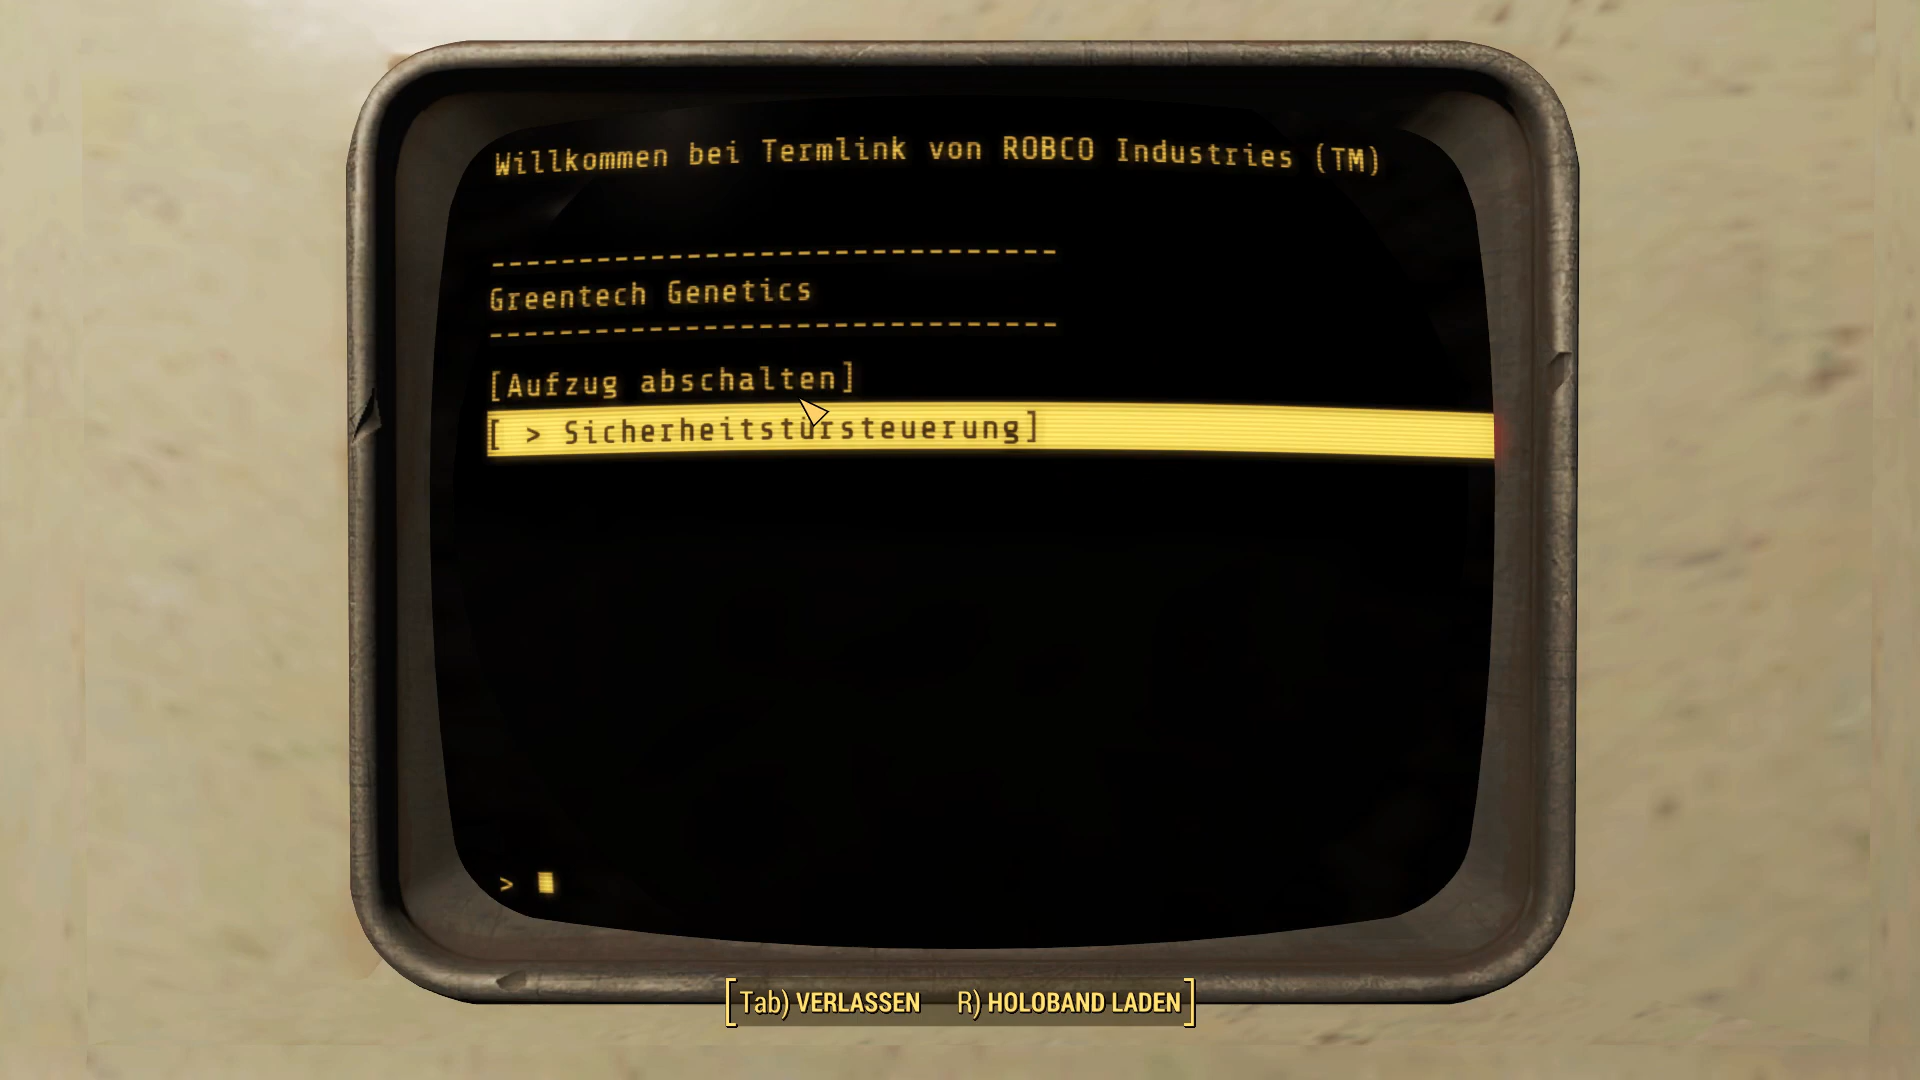 Willkommen bei Termlink von ROBCO Industries (TM)
-------------------------------
Greentech Genetics
-------------------------------
[Aufzug abschalten]
[ > Sicherheitstürsteuerung]
>
[Tab) VERLASSEN R) HOLOBAND LADEN]